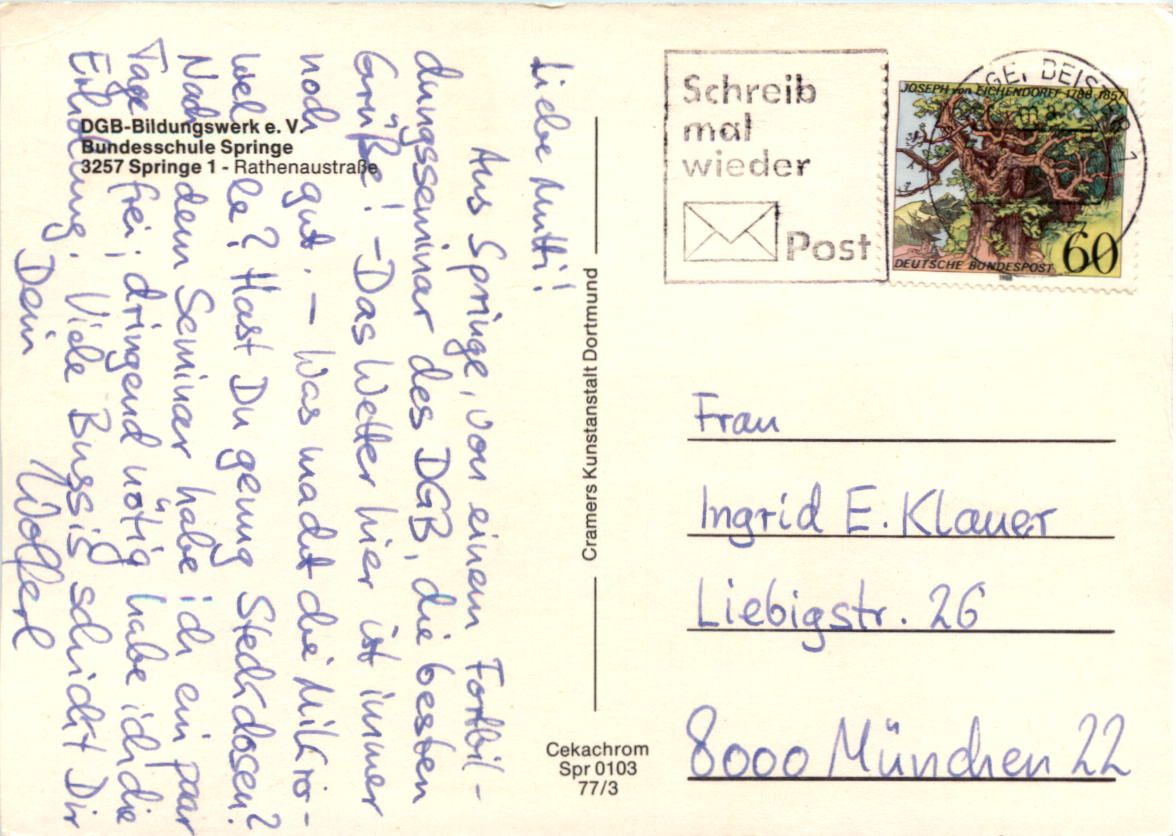 DGB-Bildungswerk e. V.
Bundesschule Springe
3257 Springe 1 - Rathenaustraße
Liebe Mutti!
Aus Springe, von einem Fortbil-
dungsseminar des DGB, die besten
Grüße! - Das Wetter hier ist immer
noch gut. - Was macht die Mikro-
welle? Hast Du genug Steckdosen?
Nach dem Seminar habe ich ein paar
Tage frei; dringend nötig habe ich die
Erholung. Viele Bussis schickt Dir
Dein Wolferl
Cramers Kunstanstalt Dortmund
Cekachrom
Spr 0103
77/3
Schreib
mal
wieder
Post
GE, DEIS
1
JOSEPH von EICHENDORFF 1788-1857
DEUTSCHE BUNDESPOST
60
Frau
Ingrid E. Klauer
Liebigstr. 26
8000 München 22